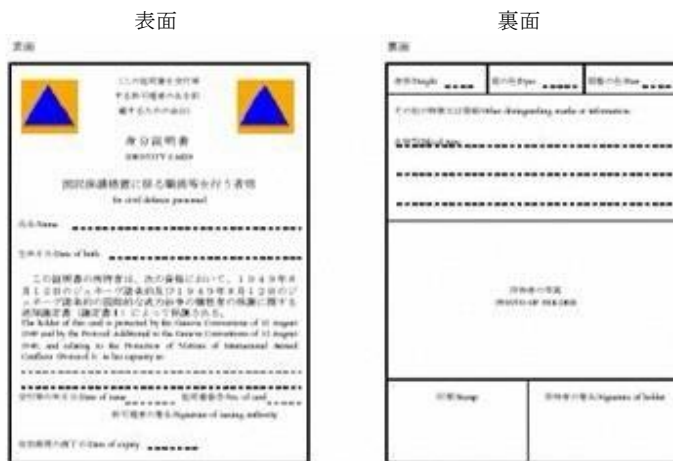 表面
裏面
表面
裏面
身分証明書
IDENTITY CARD
国民保護措置に係る職務等を行う者用
for civil defence personnel
氏名/Name
生年月日/Date of birth
この証明書の所持者は、次の資格において、1949年8
月12日のジュネーヴ諸条約及び1949年8月12日のジ
ュネーヴ諸条約の国際的な武力紛争の犠牲者の保護に関する
追加議定書(議定書Ⅰ)によって保護される。
The holder of this card is protected by the Geneva Conventions of 12 August
1949 and by the Protocol Additional to the Geneva Conventions of 12 August
1949, and relating to the Protection of Victims of International Armed
Conflicts (Protocol I) in his capacity as
交付等の年月日/Date of issue
証明書番号/No. of card
許可権者の署名/Signature of issuing authority
有効期間の満了日/Date of expiry
身長/Height
眼の色/Eyes
頭髪の色/Hair
その他の特徴又は情報/Other distinguishing marks or information
所持者の写真
PHOTO OF HOLDER
印章/Stamp
所持者の署名/Signature of holder